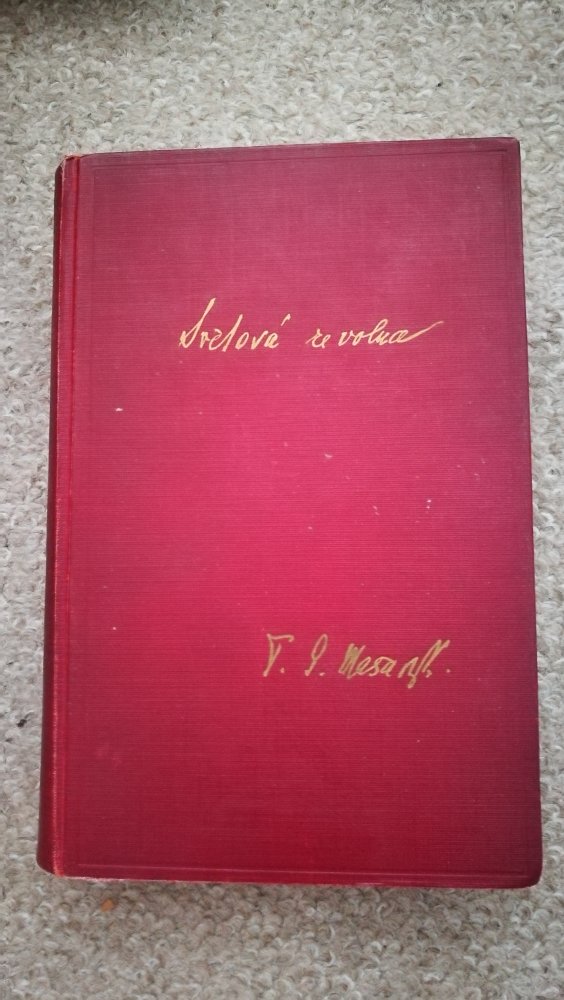 Světová revoluce
T. G. Masaryk.